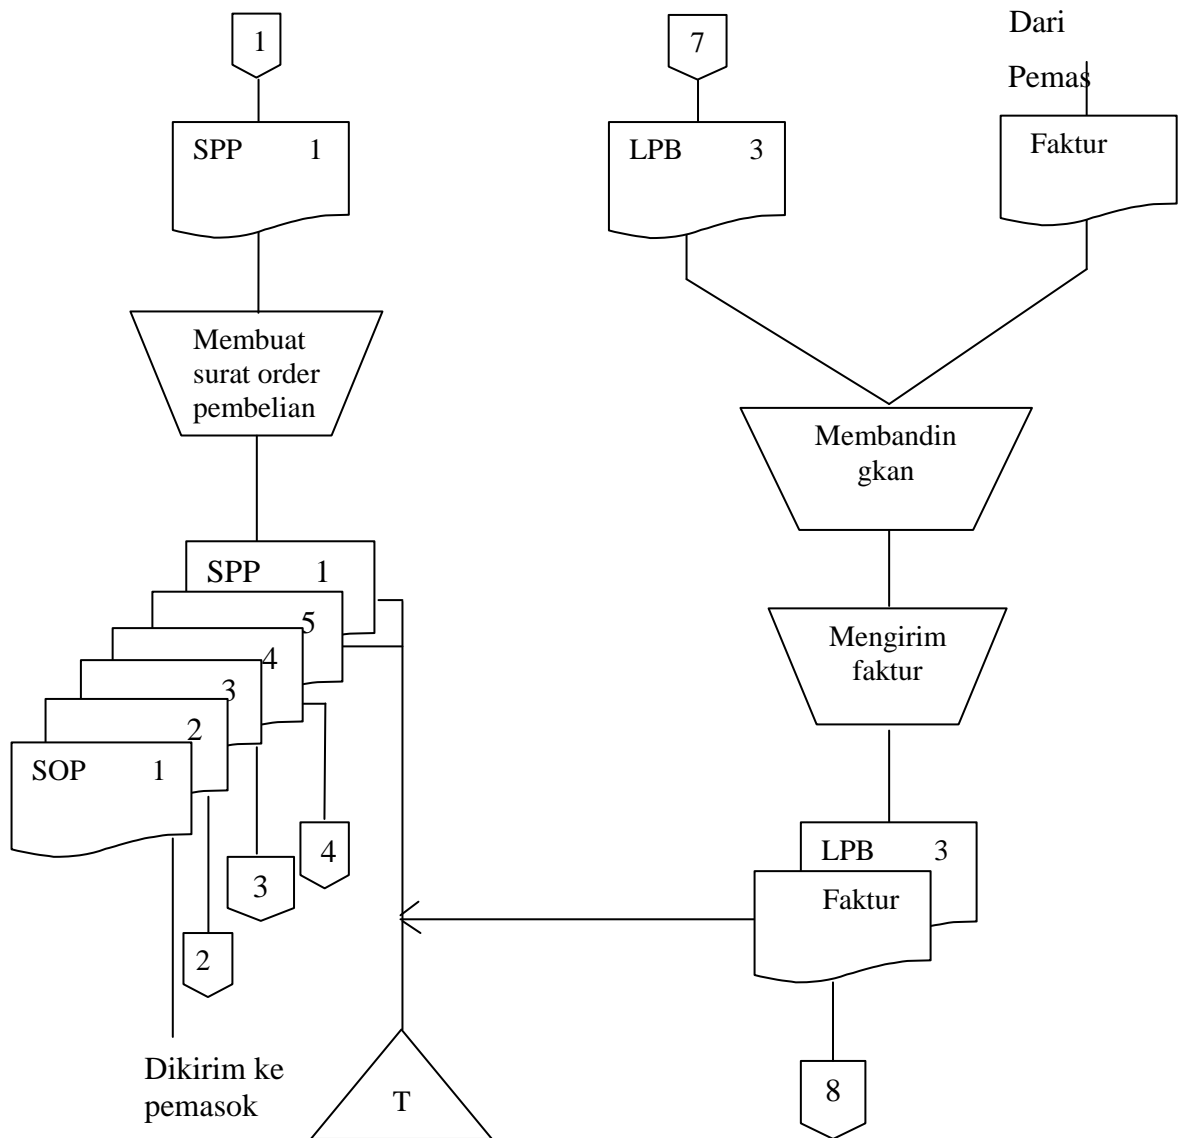 1
SPP 1
Membuat
surat order
pembelian
SPP 1
5
4
3
2
SOP 1
4
3
2
Dikirim ke
pemasok
T
7
LPB 3
Dari
Pemas
Faktur
Membandin
gkan
Mengirim
faktur
LPB 3
Faktur
8